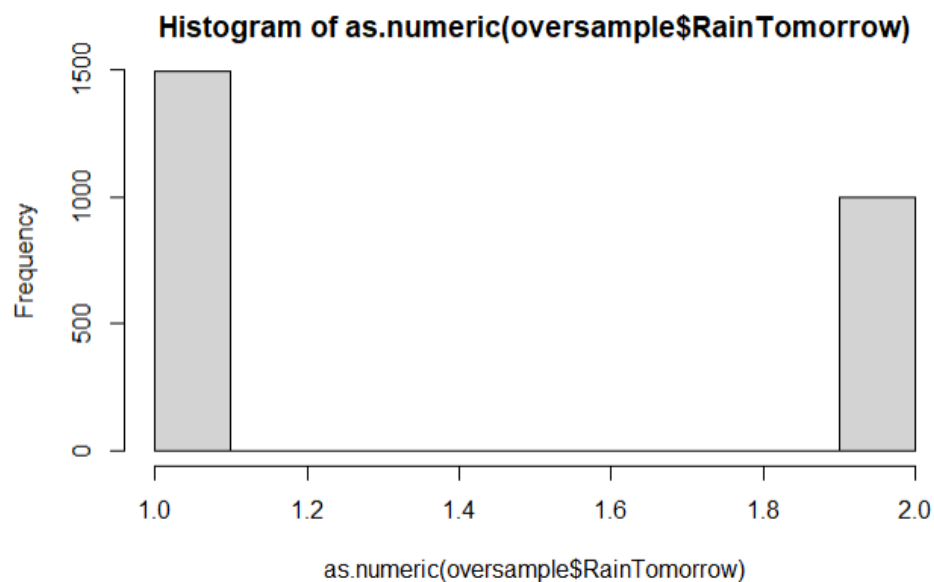 Histogram of as.numeric(oversample$RainTomorrow)
Frequency
1500
1000
500
0
1.0 1.2 1.4 1.6 1.8 2.0
as.numeric(oversample$RainTomorrow)